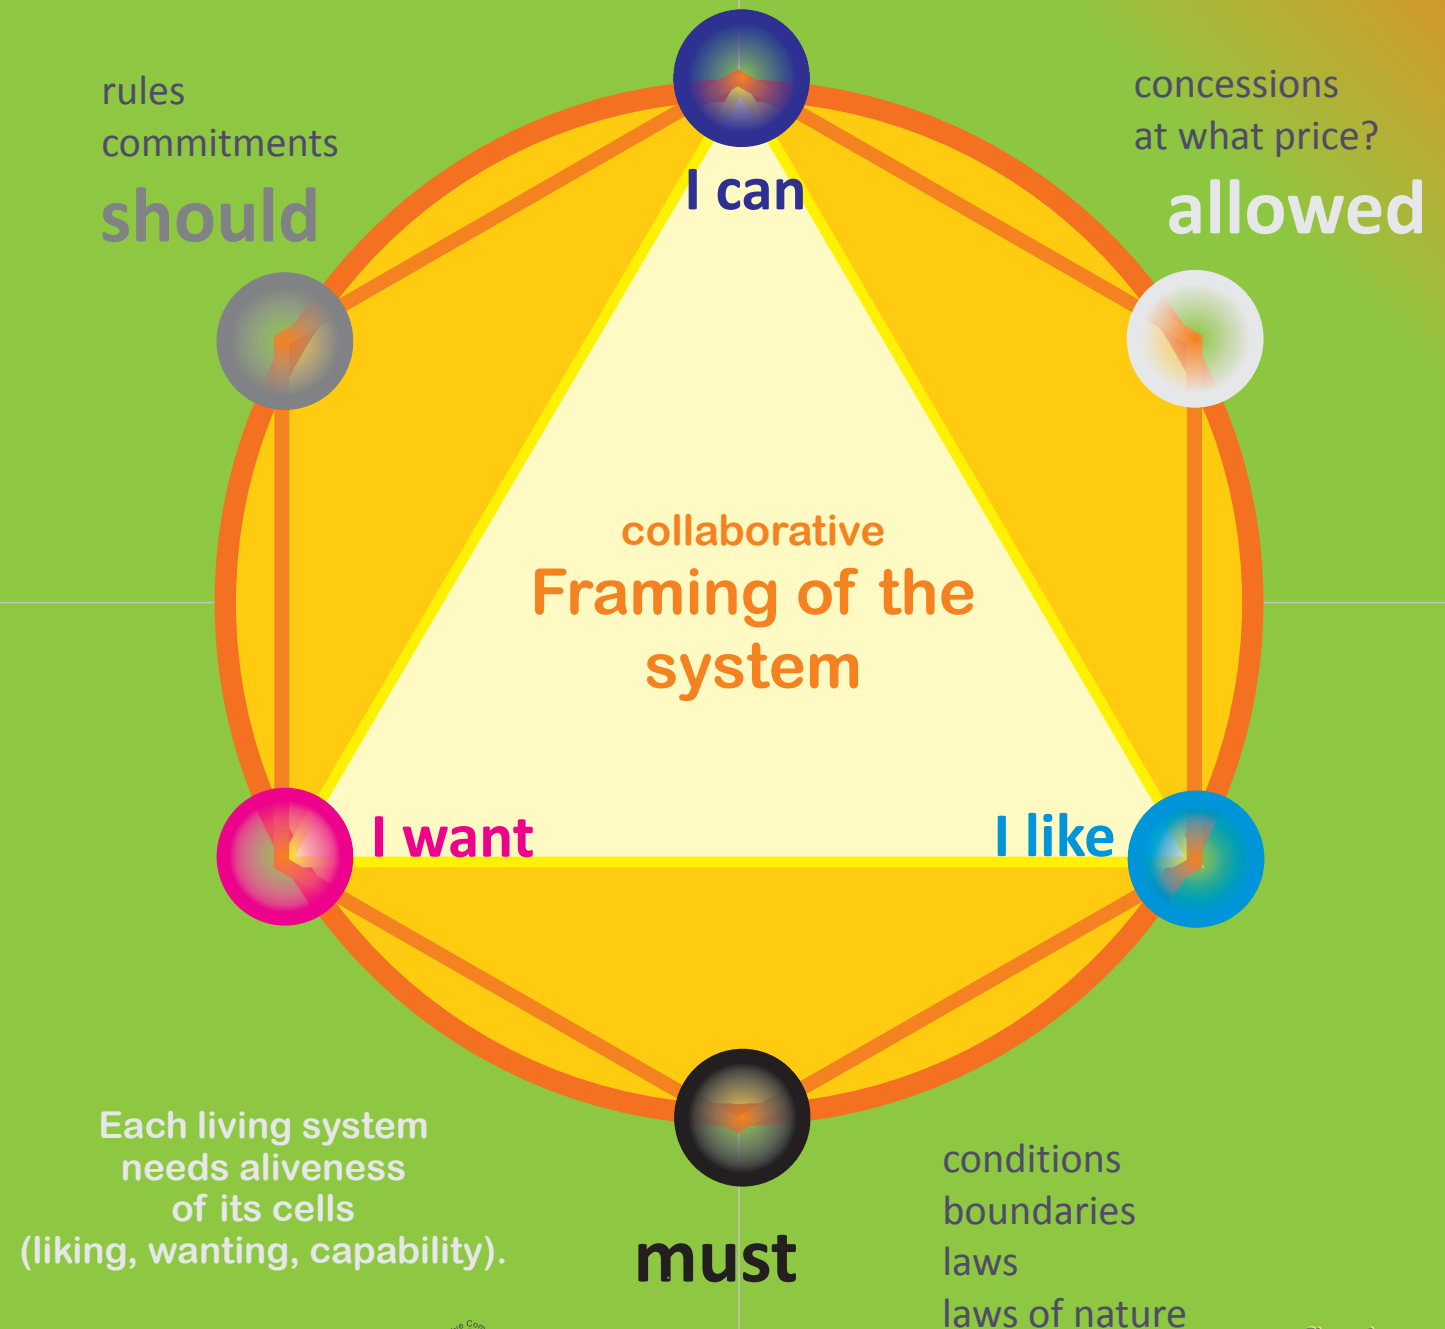 rules
commitments
should
concessions
at what price?
allowed
I can
collaborative
Framing of the
system
I want
I like
Each living system
needs aliveness
of its cells
(liking, wanting, capability).
must
conditions
boundaries
laws
laws of nature